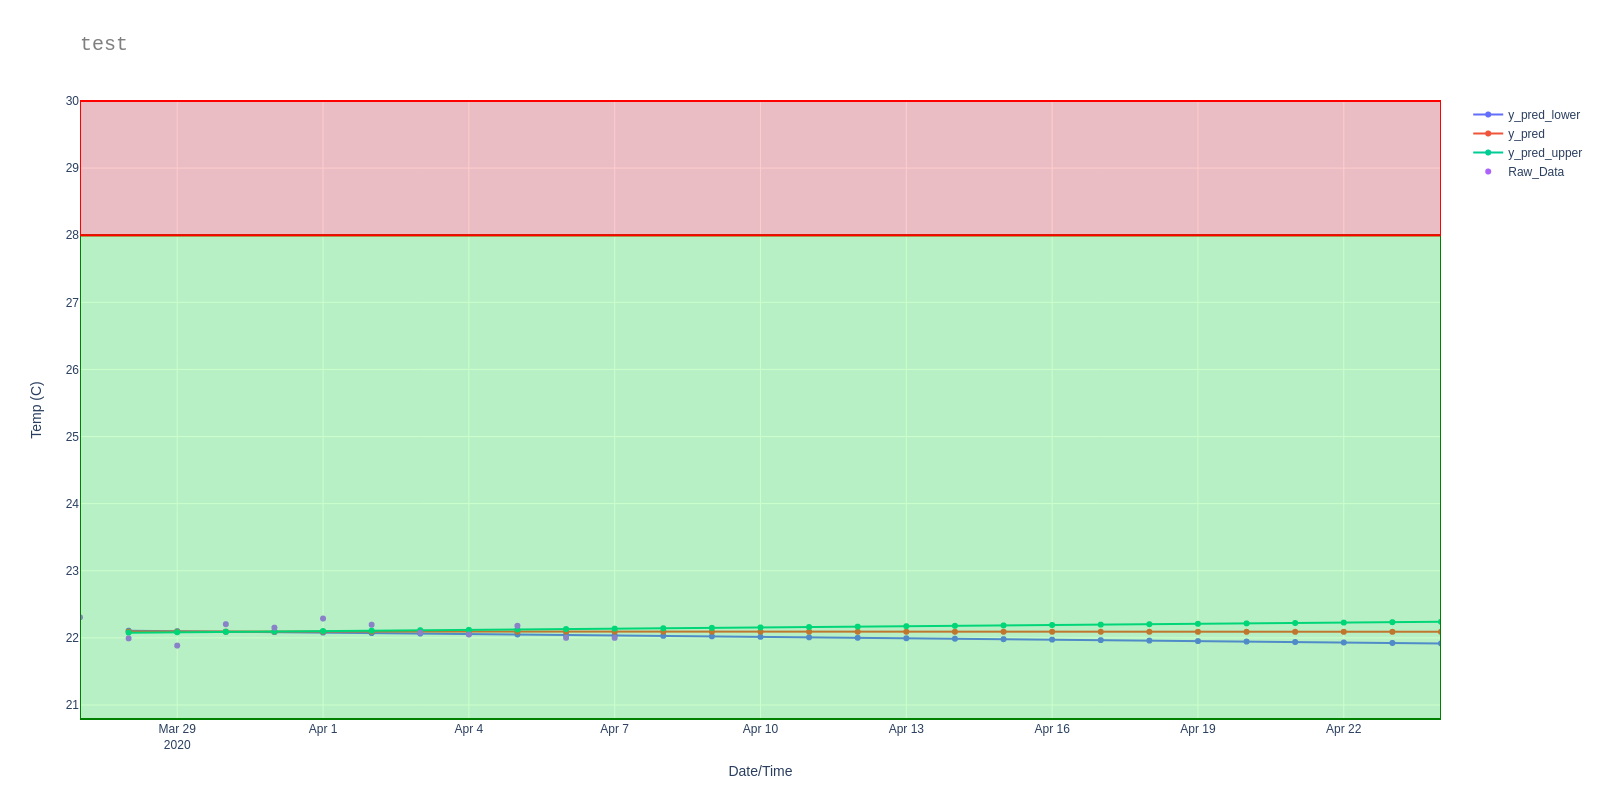 test
30
29
28
27
26
25
24
23
22
21
Temp (C)
Mar 29
2020
Apr 1
Apr 4
Apr 7
Apr 10
Apr 13
Apr 16
Apr 19
Apr 22
Date/Time
y_pred_lower
y_pred
y_pred_upper
Raw_Data